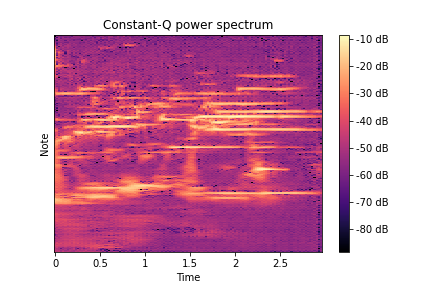 Constant-Q power spectrum
Note
0
0.5
1
1.5
2
2.5
Time
-10 dB
-20 dB
-30 dB
-40 dB
-50 dB
-60 dB
-70 dB
-80 dB